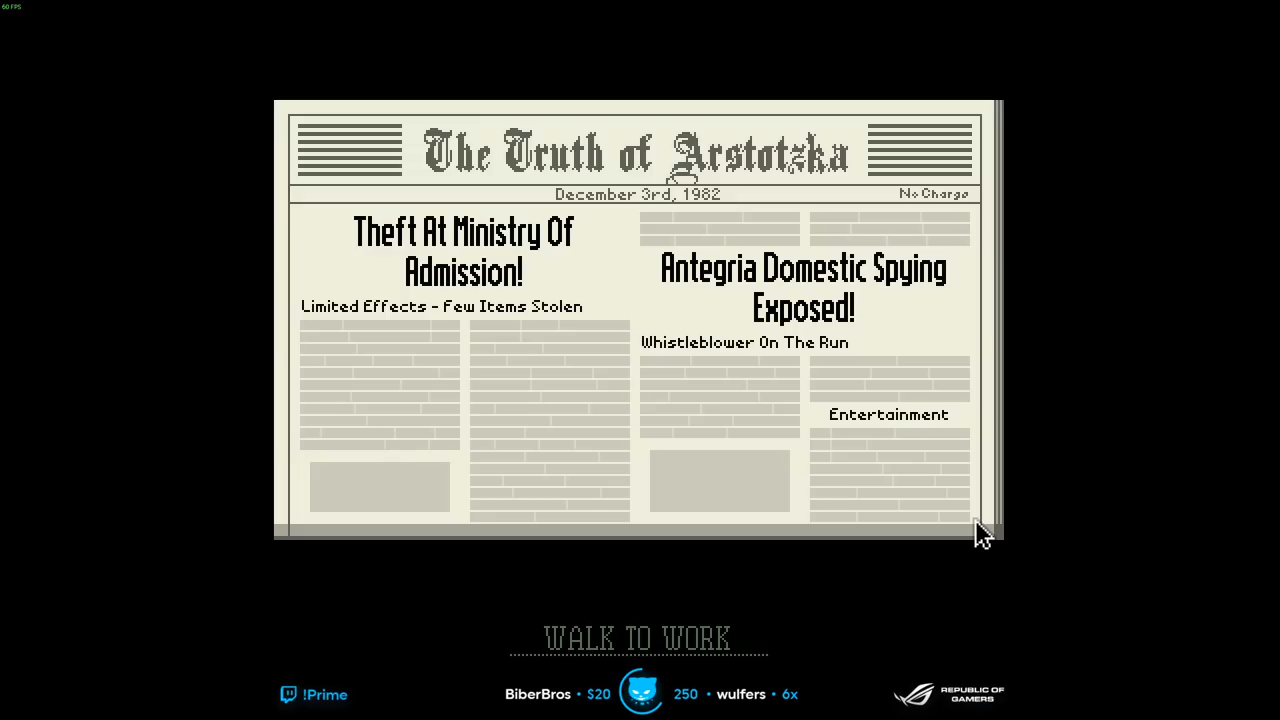 60 FPS
The Truth of Arstotzka
December 3rd, 1982
No Charge
Theft At Ministry Of
Admission!
Limited Effects - Few Items Stolen
Antegria Domestic Spying
Exposed!
Whistleblower On The Run
Entertainment
WALK TO WORK
!Prime
BiberBros • $20
250 • wulfers • 6x
REPUBLIC OF
GAMERS